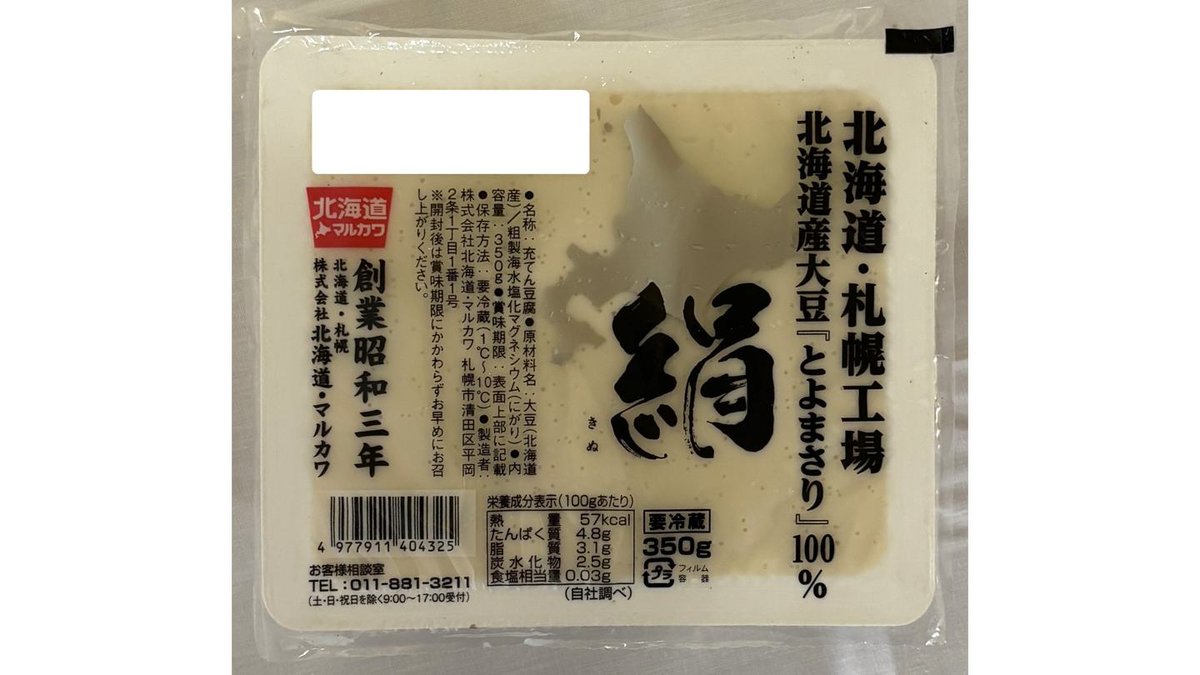 北海道・札幌工場
北海道産大豆『とよまさり』100%
絹
きぬ
●名称：充てん豆腐●原材料名：大豆(北海道
産)／粗製海水塩化マグネシウム(にがり)●内
容量：350g●賞味期限：表面上部に記載
●保存方法：要冷蔵(1℃～10℃)●製造者：
株式会社北海道・マルカワ 札幌市清田区平岡
2条1丁目1番1号
※開封後は賞味期限にかかわらずお早めにお召
し上がりください。
北海道
マルカワ
創業昭和三年
北海道・札幌
株式会社 北海道・マルカワ
4 977911 404325
お客様相談室
TEL：011-881-3211
(土・日・祝日を除く9:00～17:00受付)
栄養成分表示(100gあたり)
熱量 57kcal
たんぱく質 4.8g
脂質 3.1g
炭水化物 2.5g
食塩相当量 0.03g
(自社調べ)
要冷蔵
350g
プラ
フィルム
容器